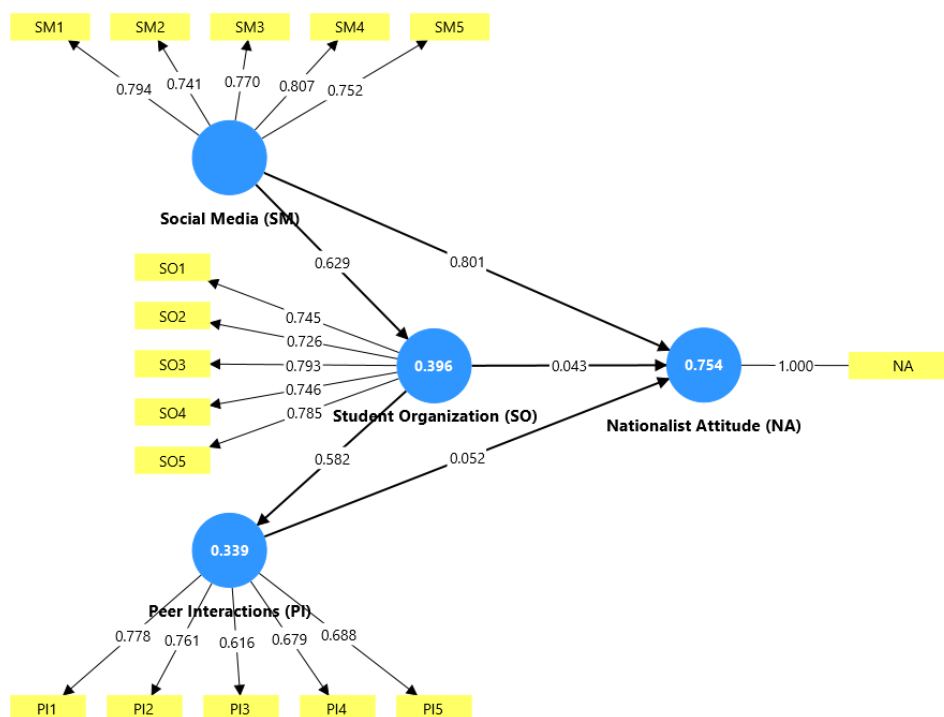 SM1 SM2 SM3 SM4 SM5
0.794 0.741 0.770 0.807 0.752
Social Media (SM)
0.629 0.801
SO1
0.745
SO2
0.726
SO3 0.793 0.396 0.043 0.754 1.000 NA
SO4 0.746
Student Organization (SO)
Nationalist Attitude (NA)
0.785
SO5
0.582 0.052
0.339
Peer Interactions (PI)
0.778 0.761 0.616 0.679 0.688
PI1 PI2 PI3 PI4 PI5